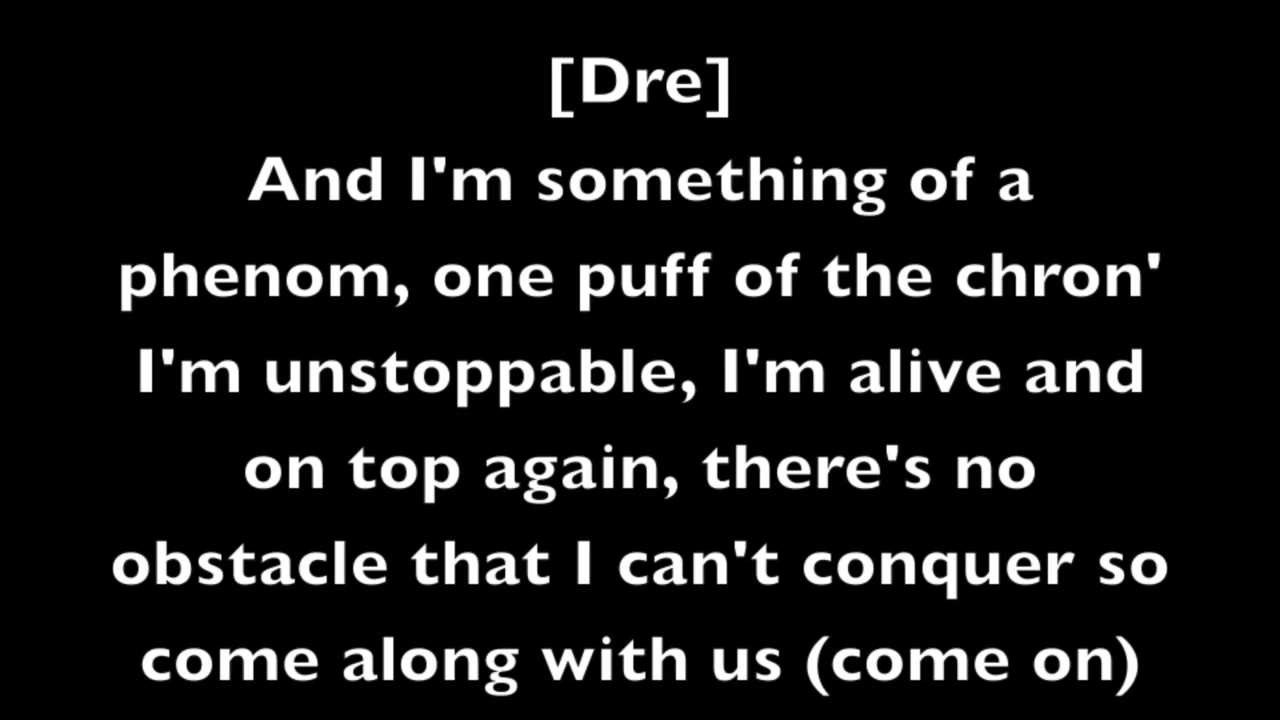 [Dre]
And I'm something of a
phenom, one puff of the chron'
I'm unstoppable, I'm alive and
on top again, there's no
obstacle that I can't conquer so
come along with us (come on)